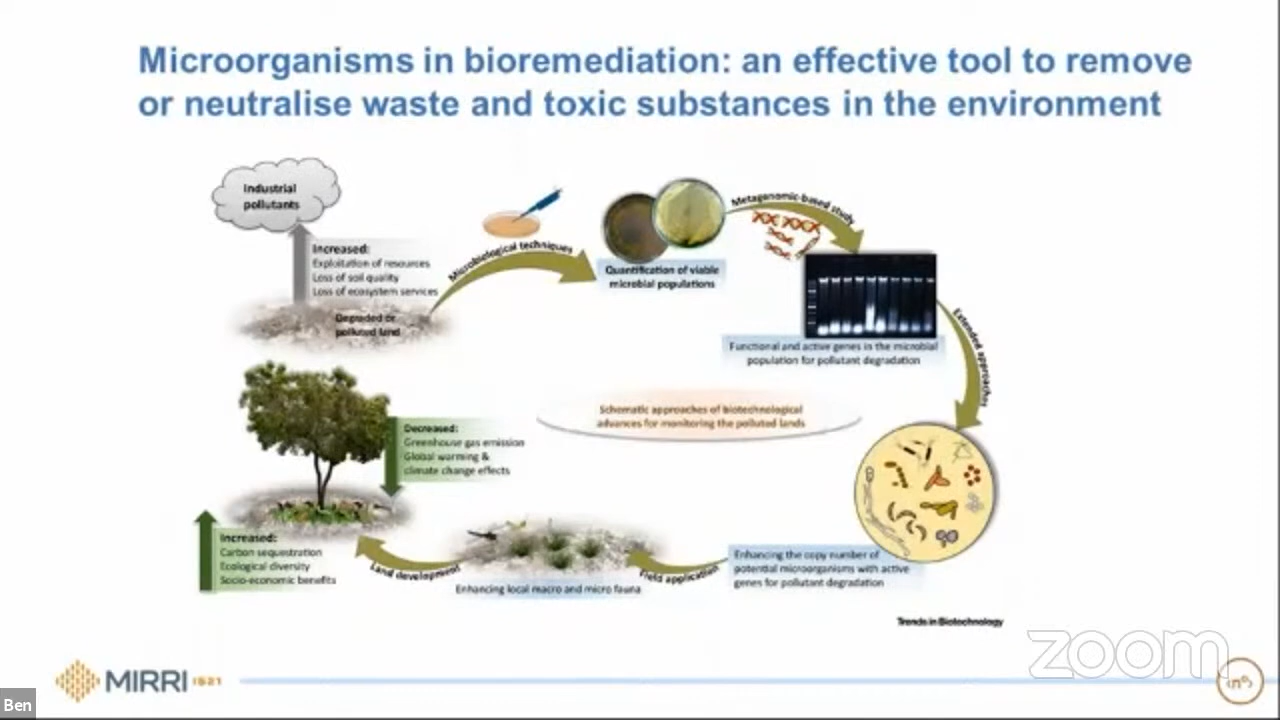 Microorganisms in bioremediation: an effective tool to remove
or neutralise waste and toxic substances in the environment
Industrial
pollutants
Increased:
Exploitation of resources
Loss of soil quality
Loss of ecosystem services
Degraded or
polluted land
Microbiological techniques
Quantification of viable
microbial populations
Metagenomic-based study
Functional and active genes in the microbial
population for pollutant degradation
Extended approaches
Schematic approaches of biotechnological
advances for monitoring the polluted lands
Decreased:
Greenhouse gas emission
Global warming &
climate change effects
Increased:
Carbon sequestration
Ecological diversity
Socio-economic benefits
Land development
Enhancing local macro and micro fauna
Field application
Enhancing the copy number of
potential microorganisms with active
genes for pollutant degradation
Trends in Biotechnology
zoom
MIRRI
Ben